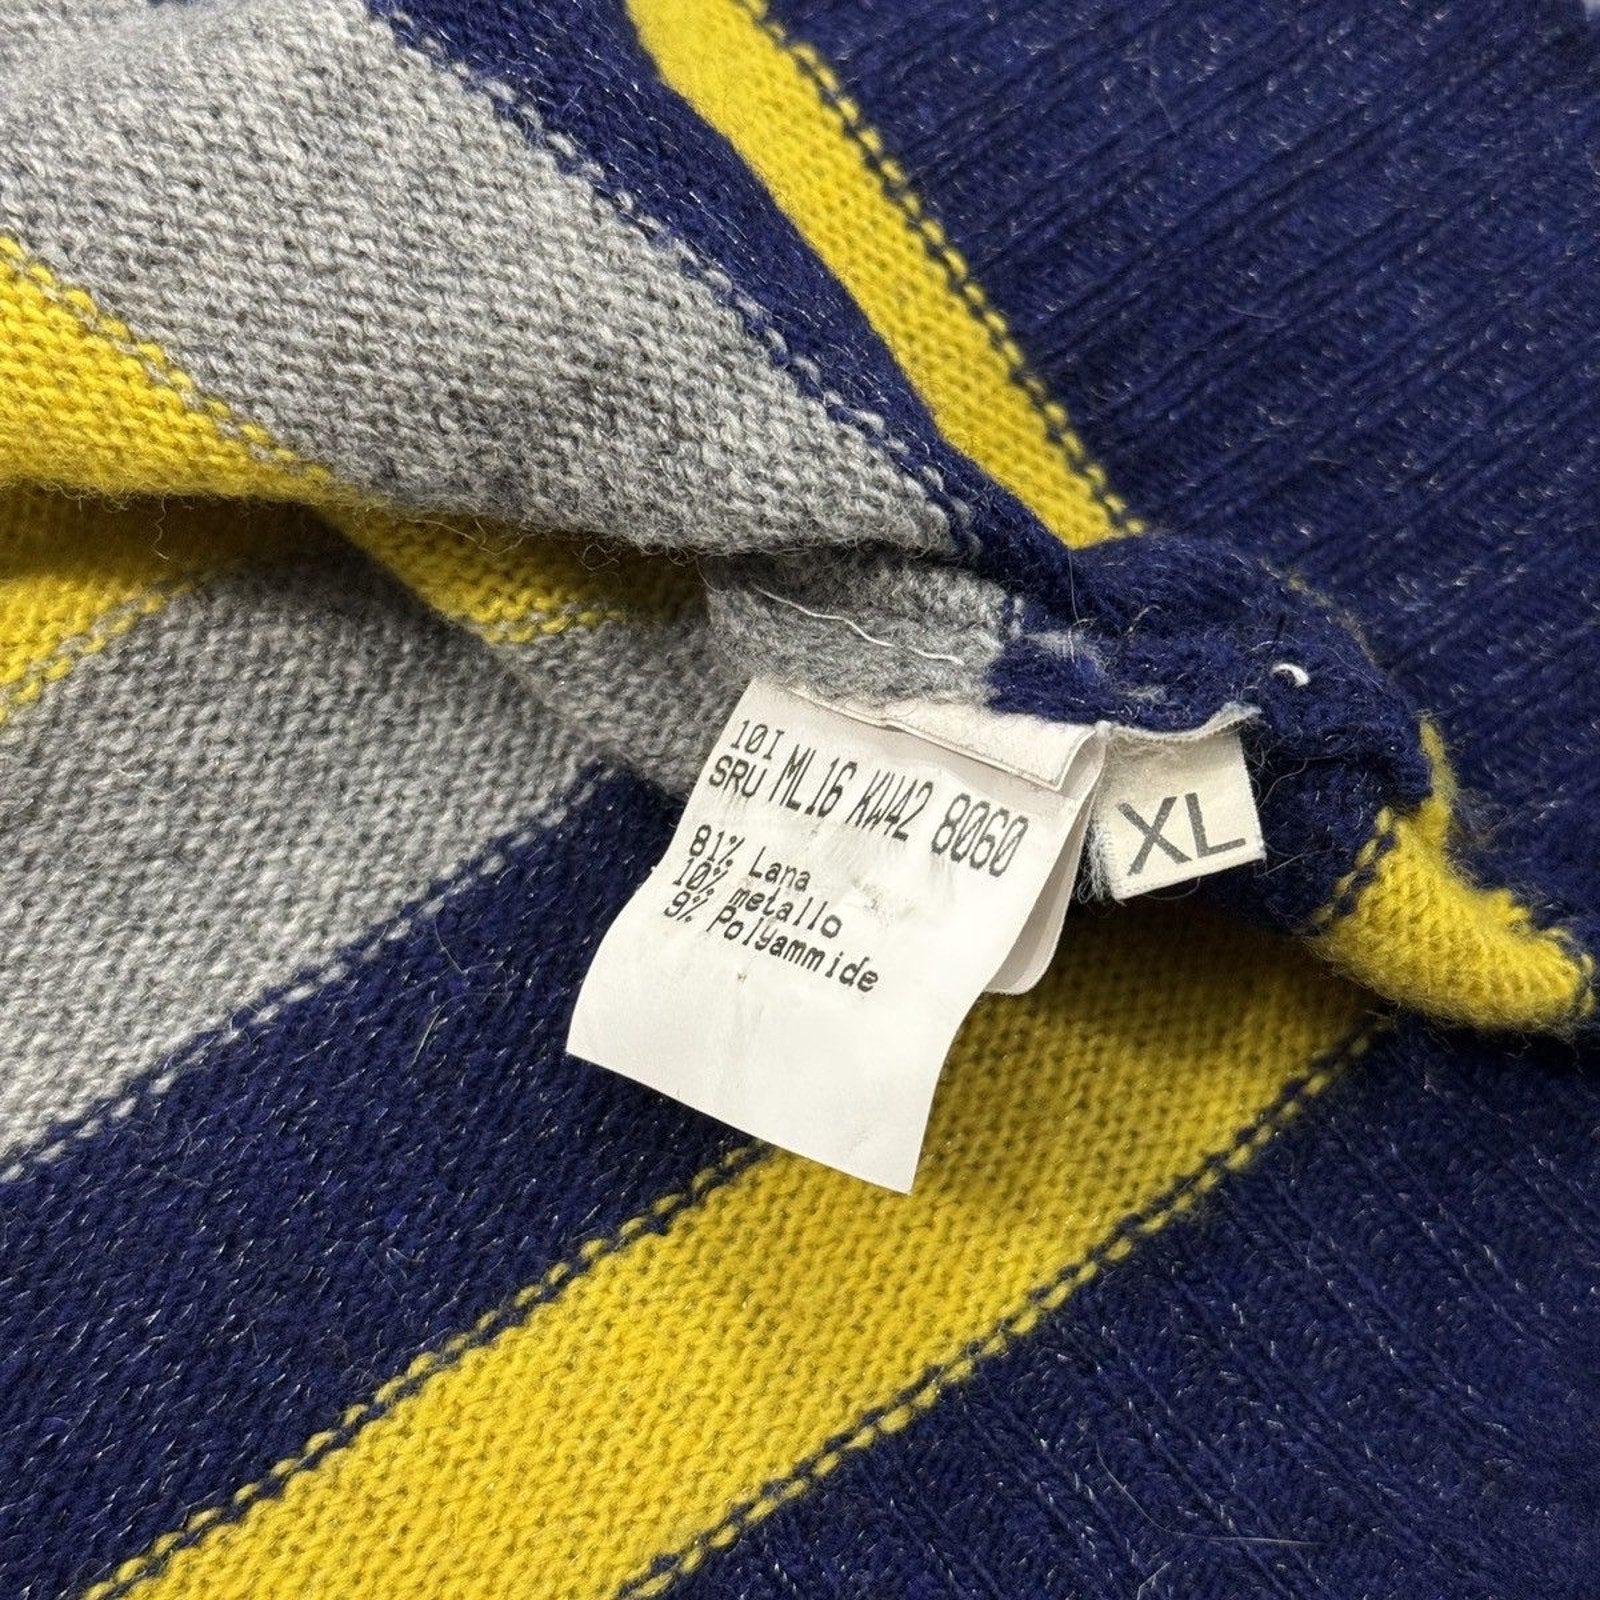 10I
SRU ML16 KW42 8060
81% Lana
10% metallo
9% Polyammide
XL